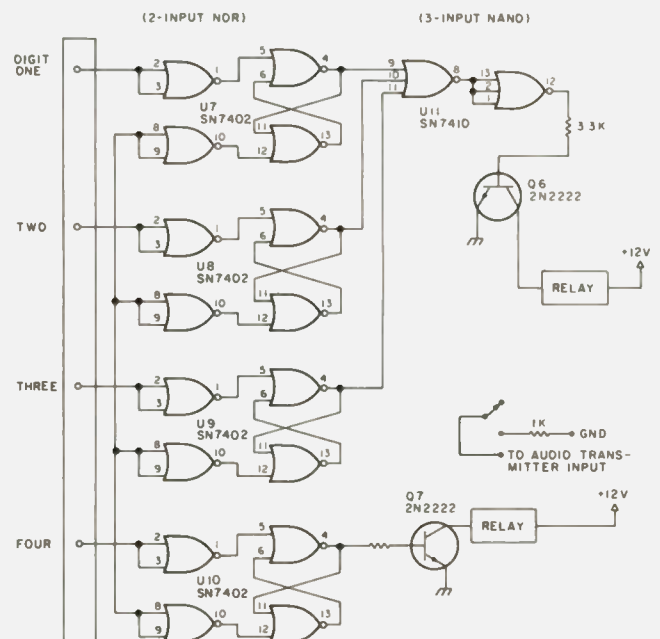 (2-INPUT NOR)
(3-INPUT NAND)
DIGIT
ONE
2
3
1
5
6
4
U7
SN7402
8
9
10
11
12
13
9
10
11
8
U11
SN7410
13
2
1
12
3.3K
Q6
2N2222
+12V
RELAY
TWO
2
3
1
5
6
4
U8
SN7402
8
9
10
11
12
13
THREE
2
3
1
5
6
4
U9
SN7402
8
9
10
11
12
13
1K
GND
TO AUDIO TRANS-
MITTER INPUT
Q7
2N2222
RELAY
+12V
FOUR
2
3
1
5
6
4
U10
SN7402
8
9
10
11
12
13